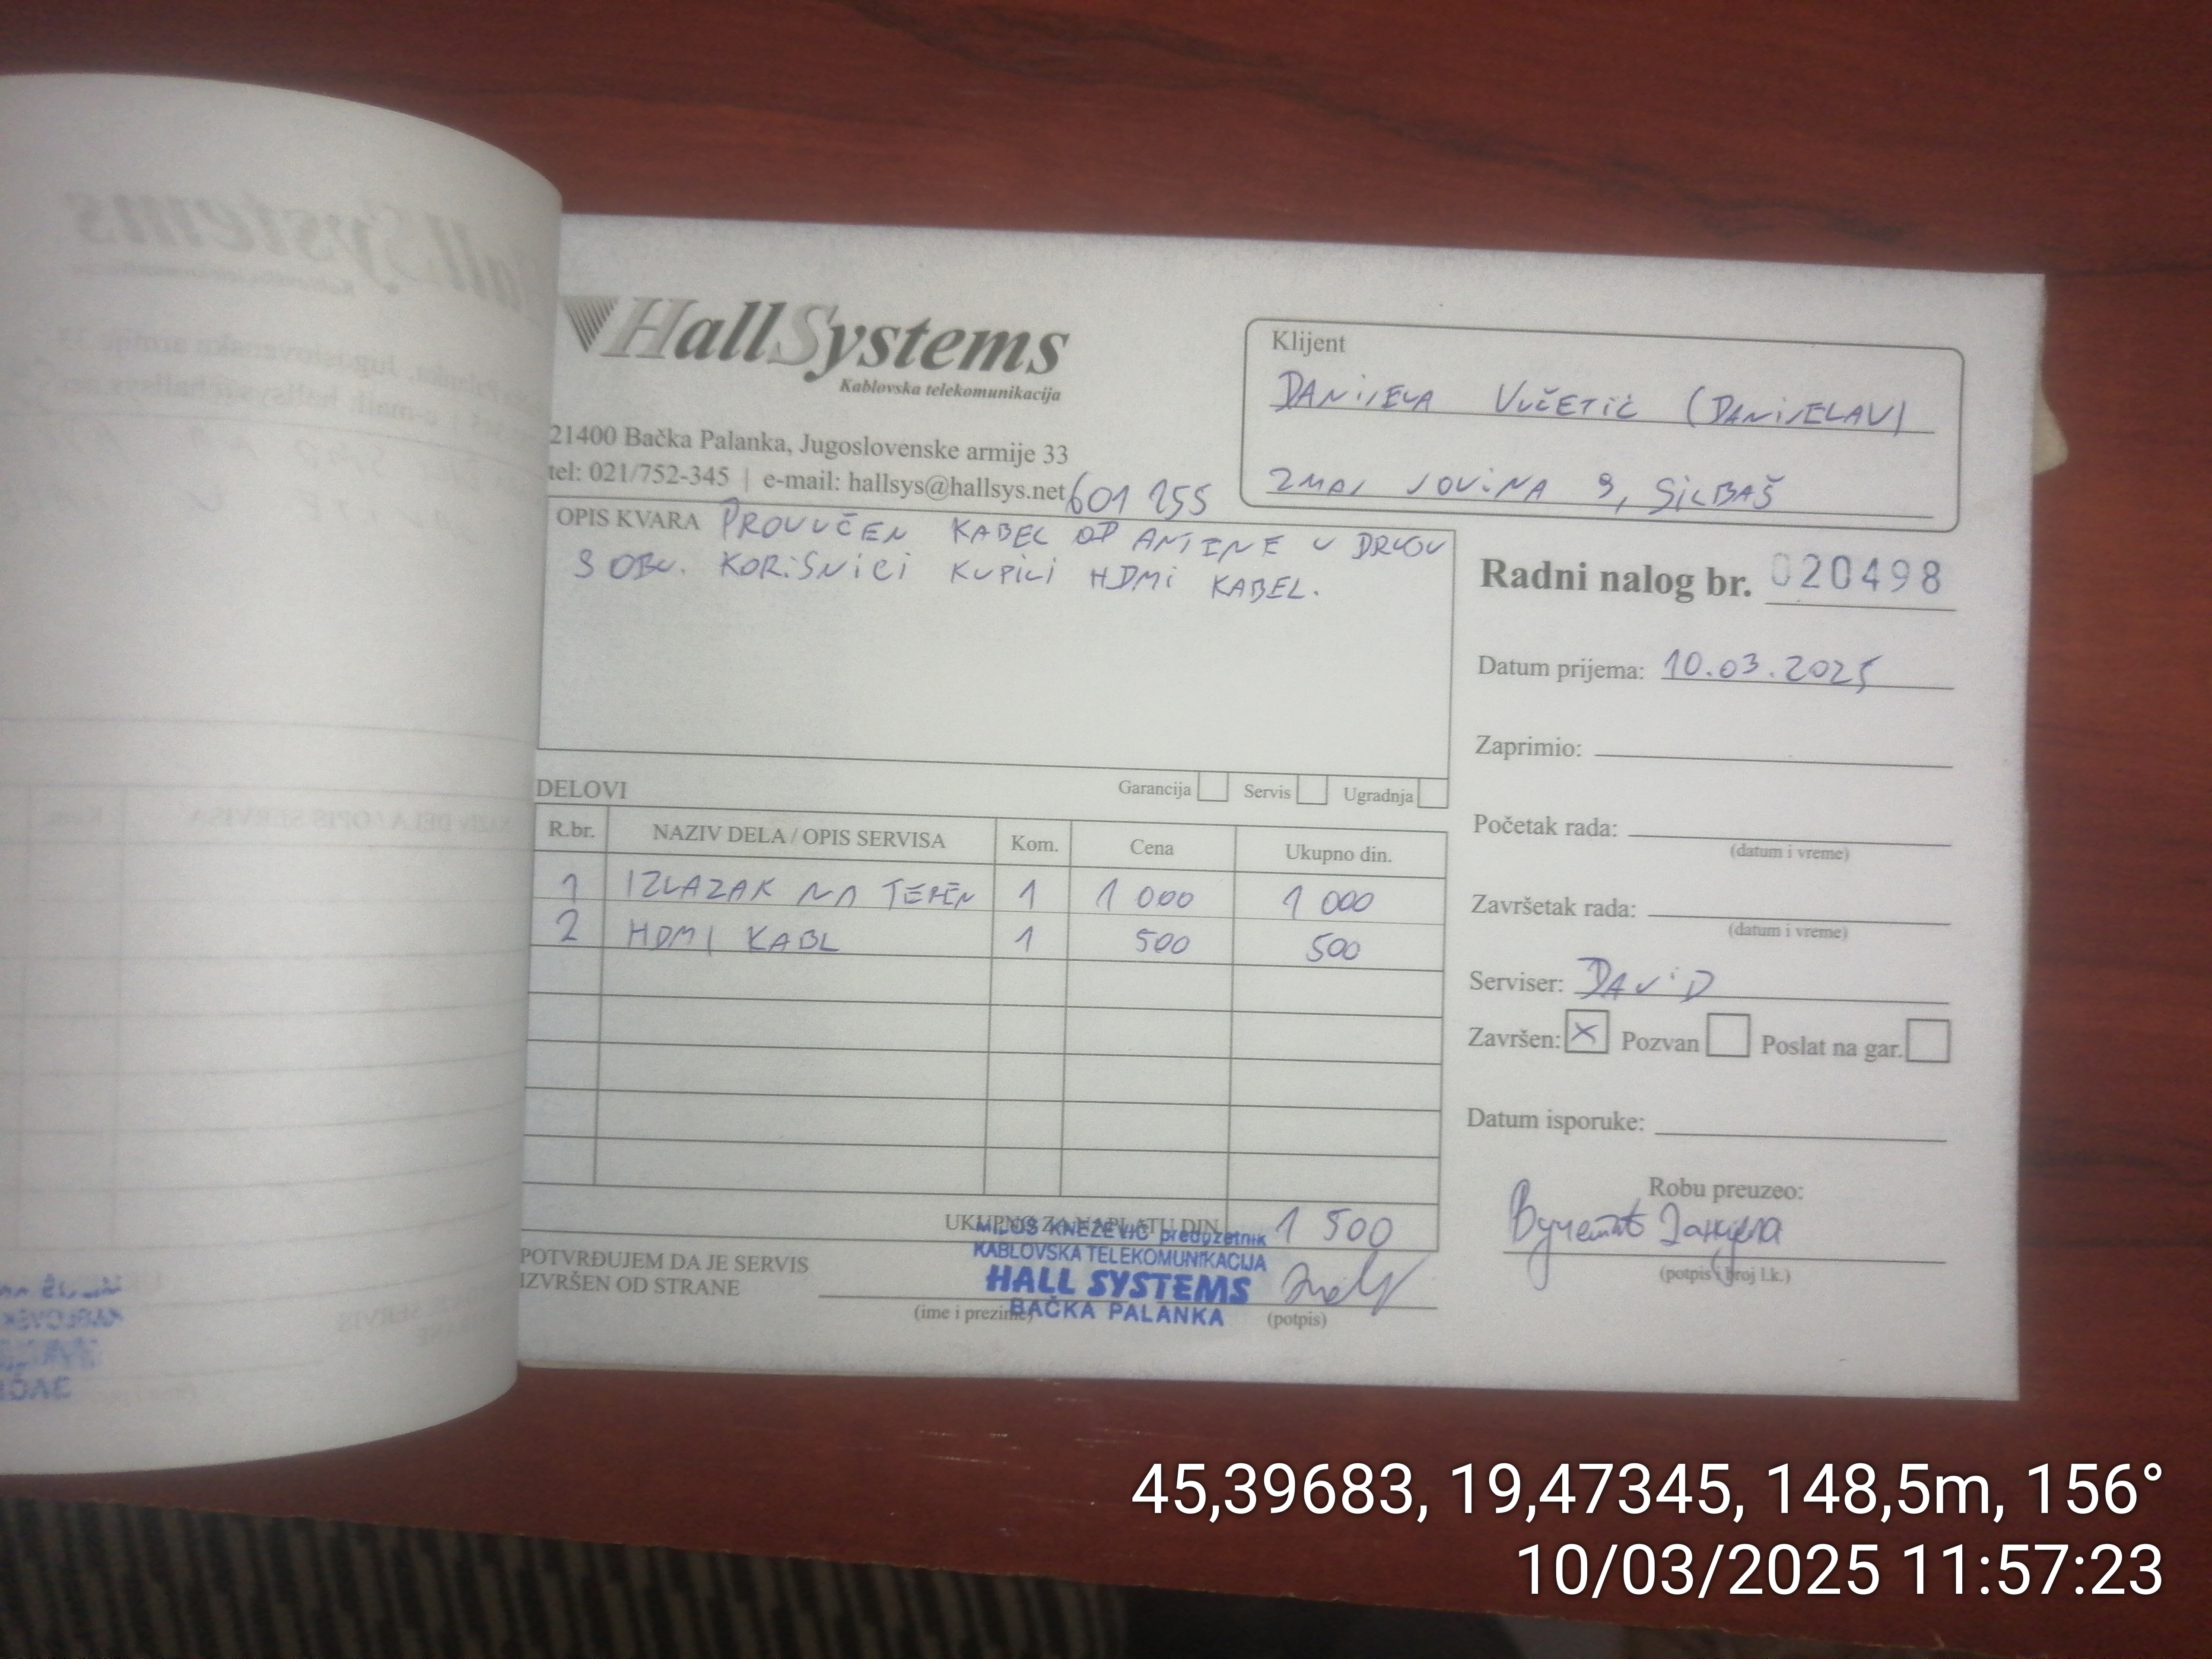 HallSystems
Kablovska telekomunikacija
21400 Bačka Palanka, Jugoslovenske armije 33
tel: 021/752-345 | e-mail: hallsys@hallsys.net
601 255
Klijent
DANIJELA VUČETIĆ (DANIJELAV)
ZMAJ JOVINA 9, SILBAŠ
OPIS KVARA PROVUČEN KABEL OD ANTENE U DRUGU
SOBU. KORISNICI KUPILI HDMI KABEL.
Radni nalog br. 020498
Datum prijema: 10.03.2025
Zaprimio:
Početak rada:
(datum i vreme)
Završetak rada:
(datum i vreme)
Serviser: DAVID
Završen: X Pozvan Poslat na gar.
Datum isporuke:
Robu preuzeo:
Вучетић Данијела
(potpis i broj l.k.)
DELOVI Garancija Servis Ugradnja
R.br. NAZIV DELA / OPIS SERVISA Kom. Cena Ukupno din.
1 IZLAZAK NA TEREN 1 1 000 1 000
2 HDMI KABL 1 500 500
UKUPNO ZA NAPLATU DIN. 1 500
POTVRĐUJEM DA JE SERVIS
IZVRŠEN OD STRANE
(ime i prezime) (potpis)
MILOŠ KNEŽEVIĆ preduzetnik
KABLOVSKA TELEKOMUNIKACIJA
HALL SYSTEMS
BAČKA PALANKA
45,39683, 19,47345, 148,5m, 156°
10/03/2025 11:57:23